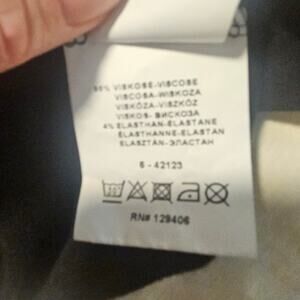 96% VISKOSE-VISCOSE
VISCOSA-WISKOZA
VISKÓZA-VISZKÓZ
VISKOS- ВИСКОЗА
4% ELASTHAN-ELASTANE
ÉLASTHANNE-ELASTAN
ELASZTÁN-ЭЛАСТАН
6 - 42123
RN# 129406